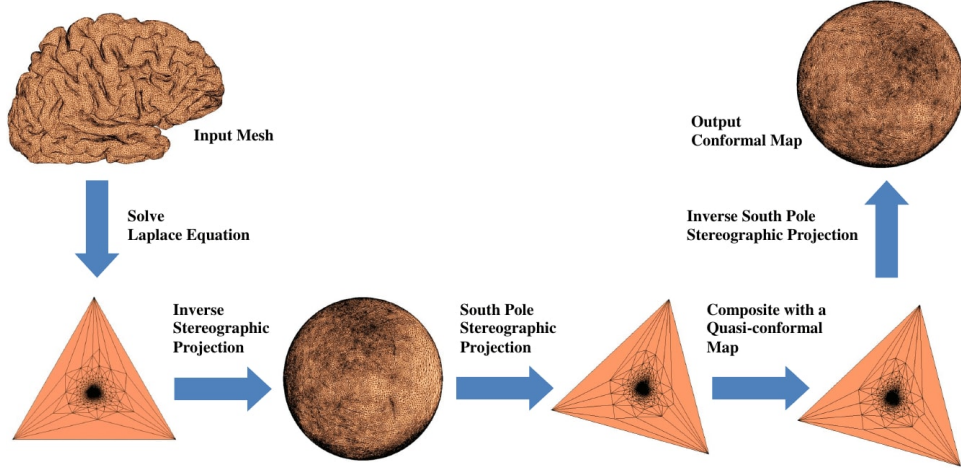 Input Mesh
Solve
Laplace Equation
Inverse
Stereographic
Projection
South Pole
Stereographic
Projection
Composite with a
Quasi-conformal
Map
Inverse South Pole
Stereographic Projection
Output
Conformal Map